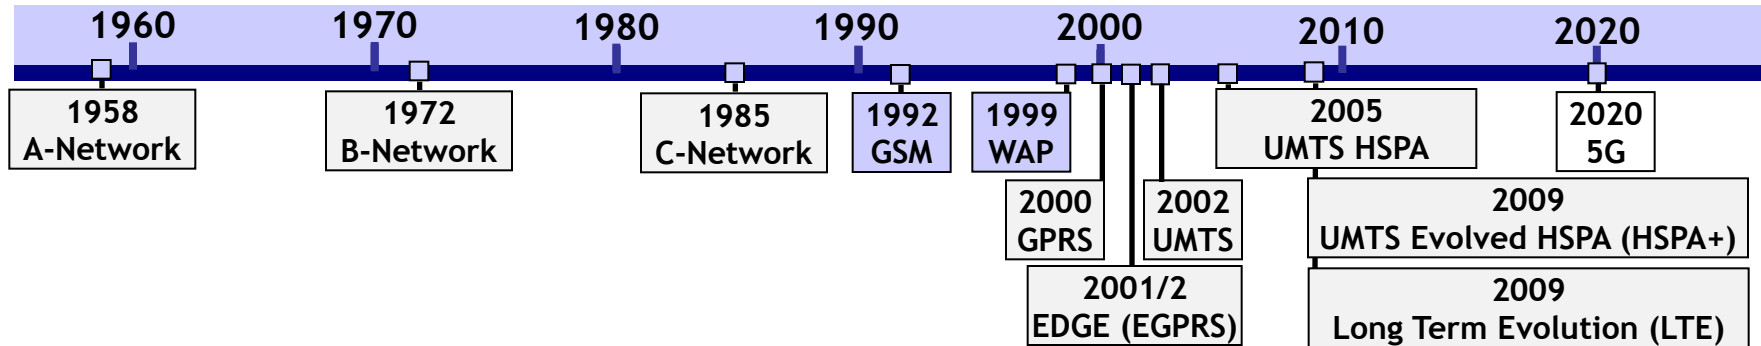 1960
1970
1980
1990
2000
2010
2020
1958
A-Network
1972
B-Network
1985
C-Network
1992
GSM
1999
WAP
2005
UMTS HSPA
2020
5G
2000
GPRS
2002
UMTS
2009
UMTS Evolved HSPA (HSPA+)
2001/2
EDGE (EGPRS)
2009
Long Term Evolution (LTE)